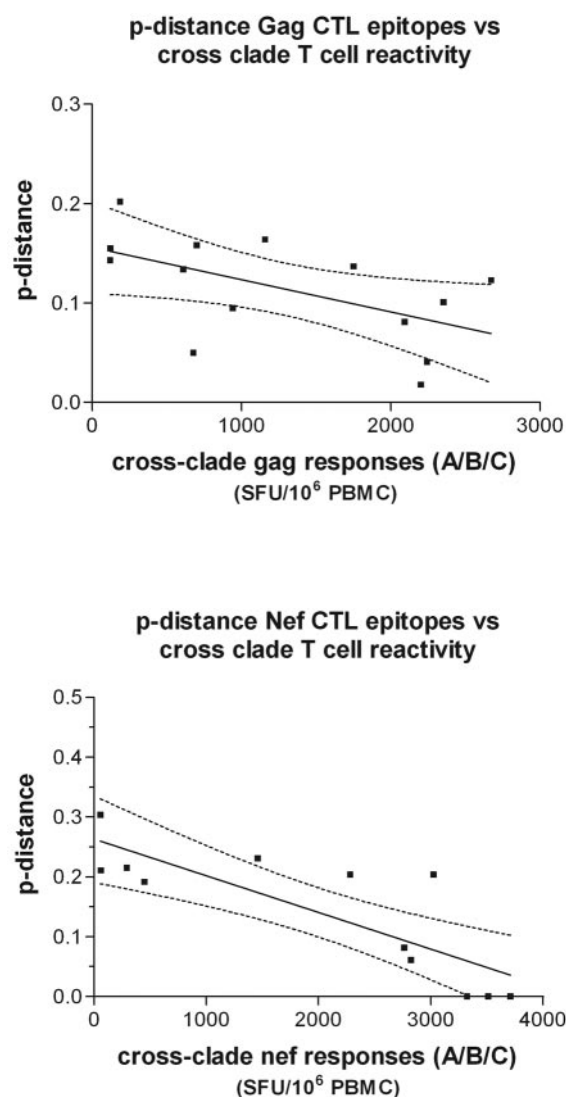 p-distance Gag CTL epitopes vs
cross clade T cell reactivity
0.3
0.2
0.1
0.0
p-distance
0
1000
2000
3000
cross-clade gag responses (A/B/C)
(SFU/10⁶ PBMC)
p-distance Nef CTL epitopes vs
cross clade T cell reactivity
0.5
0.4
0.3
0.2
0.1
0.0
p-distance
0
1000
2000
3000
4000
cross-clade nef responses (A/B/C)
(SFU/10⁶ PBMC)